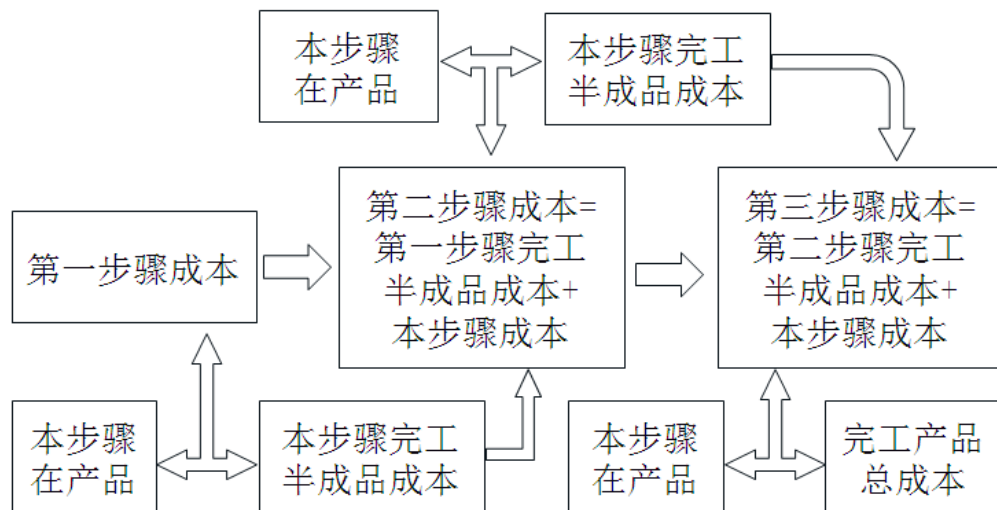 本步骤
在产品
本步骤完工
半成品成本
第一步骤成本
第二步骤成本=
第一步骤完工
半成品成本+
本步骤成本
第三步骤成本=
第二步骤完工
半成品成本+
本步骤成本
本步骤
在产品
本步骤完工
半成品成本
本步骤
在产品
完工产品
总成本